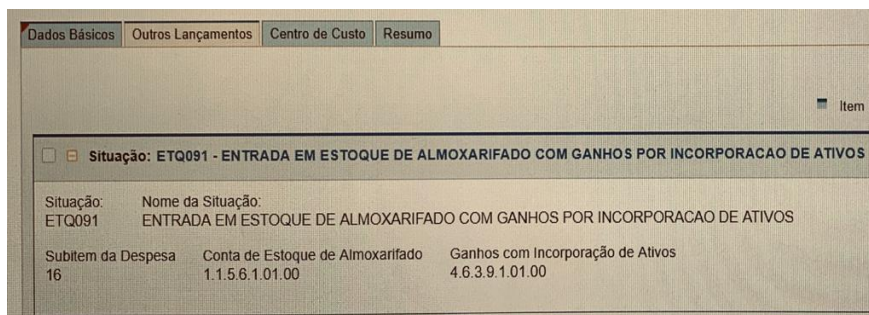 Dados Básicos Outros Lançamentos Centro de Custo Resumo
Item
Situação: ETQ091 - ENTRADA EM ESTOQUE DE ALMOXARIFADO COM GANHOS POR INCORPORACAO DE ATIVOS
Situação: Nome da Situação:
ETQ091 ENTRADA EM ESTOQUE DE ALMOXARIFADO COM GANHOS POR INCORPORACAO DE ATIVOS
Subitem da Despesa Conta de Estoque de Almoxarifado Ganhos com Incorporação de Ativos
16 1.1.5.6.1.01.00 4.6.3.9.1.01.00